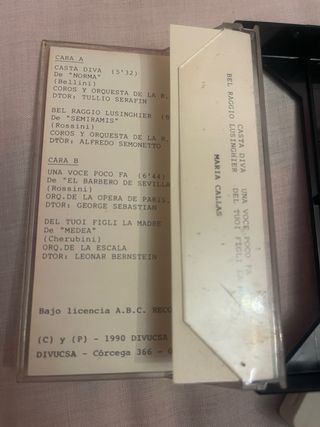 CARA A
CASTA DIVA (5'32)
De "NORMA"
(Bellini)
COROS Y ORQUESTA DE LA R.
DTOR: TULLIO SERAFIN
BEL RAGGIO LUSINGHIER
De "SEMIRAMIS"
(Rossini)
COROS Y ORQUESTA DE LA R.
DTOR: ALFREDO SEMONETTO
CARA B
UNA VOCE POCO FA (6'44)
De "EL BARBERO DE SEVILLA
(Rossini)
ORQ.DE LA OPERA DE PARIS.
DTOR: GEORGE SEBASTIAN
DEL TUOI FIGLI LA MADRE
De "MEDEA"
(Cherubini)
ORQ.DE LA ESCALA
DTOR: LEONAR BERNSTEIN
Bajo licencia A.B.C. RECO
(C) y (P) - 1990 DIVUCSA
DIVUCSA - Córcega 366 - 0
CASTA DIVA UNA VOCE POCO FA
BEL RAGGIO LUSINGHIER DEL TUOI FIGLI
MARIA CALLAS